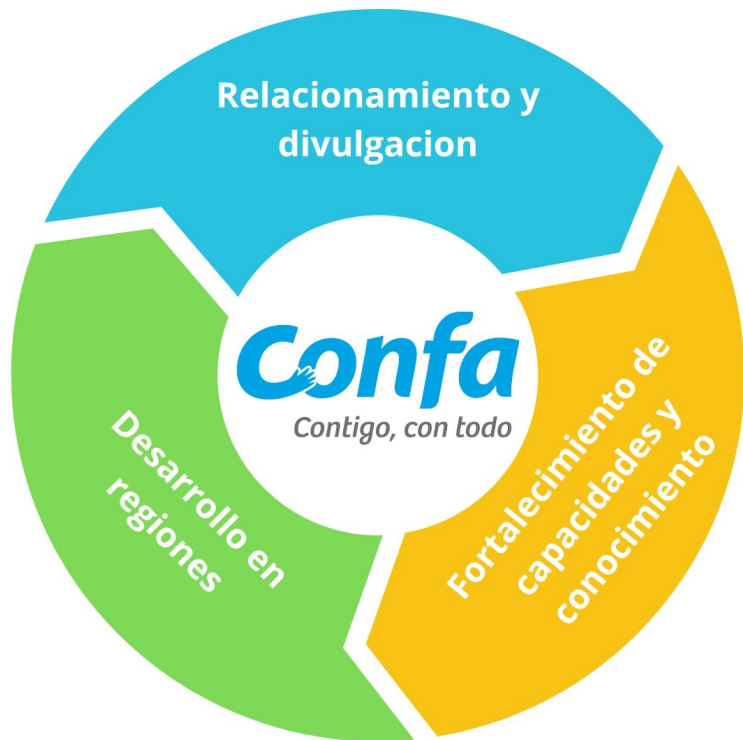 Relacionamiento y
divulgacion
Confa
Contigo, con todo
Fortalecimiento de
capacidades y
conocimiento
Desarrollo en
regiones